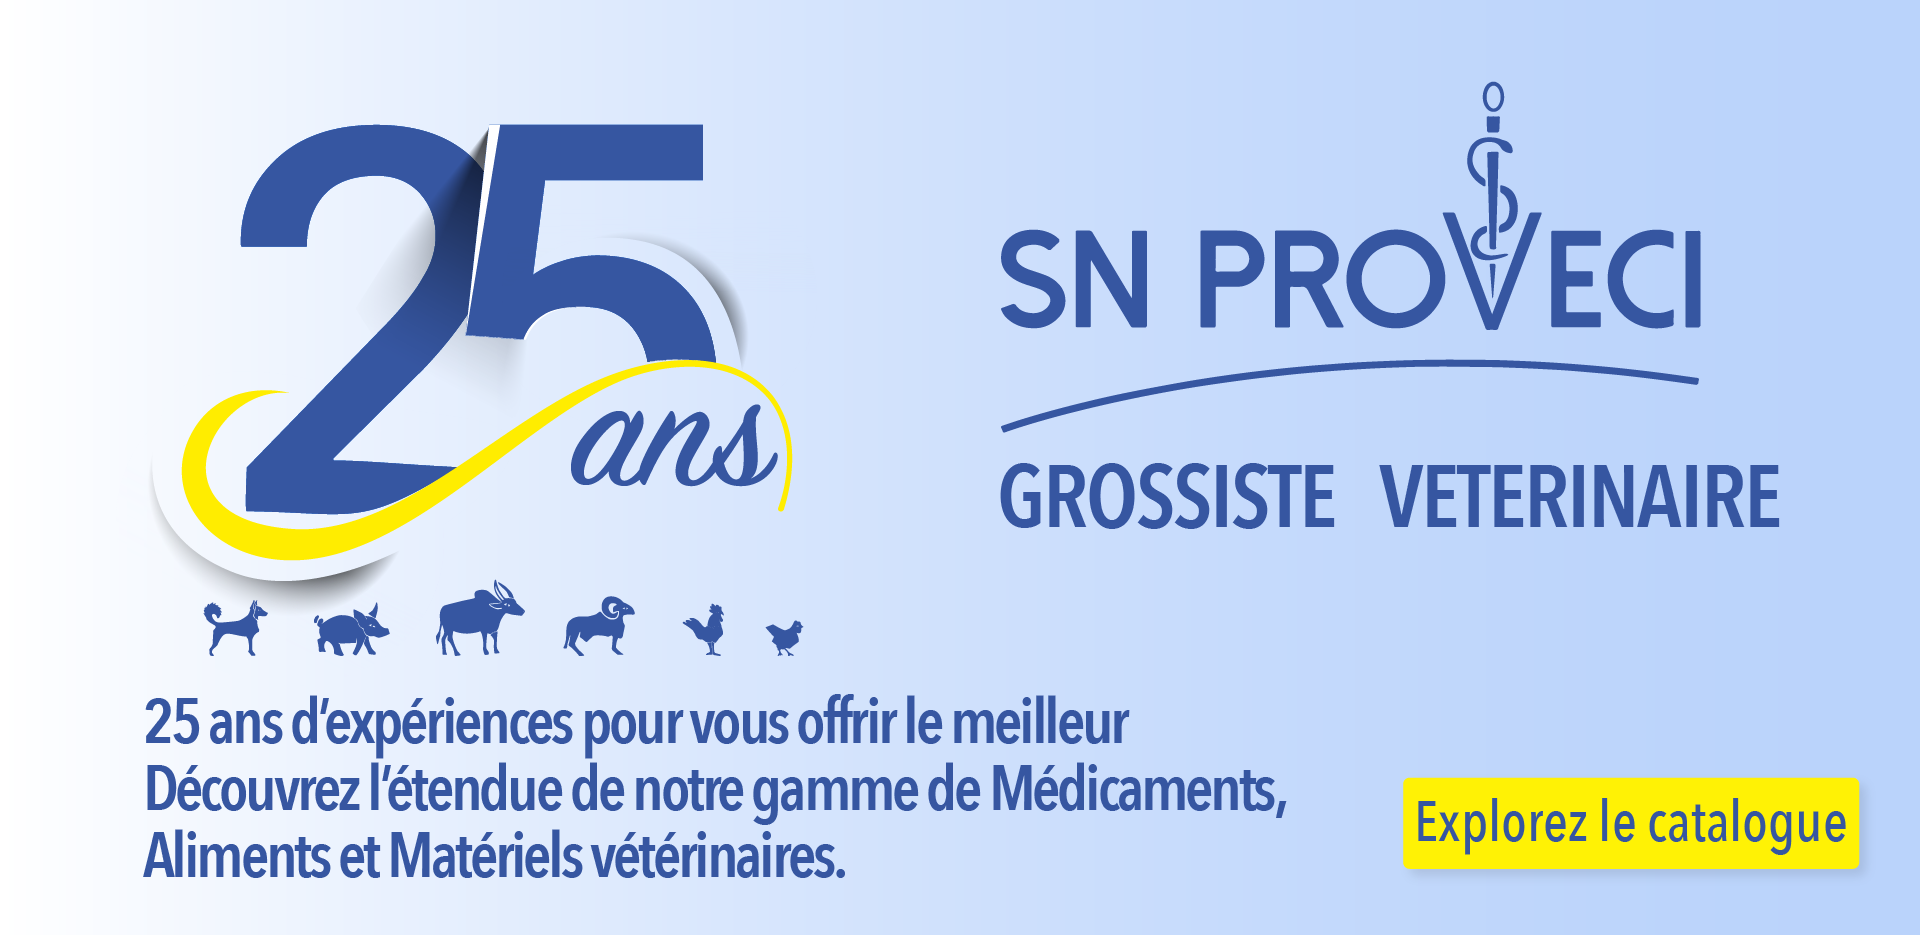 25
ans
SN PROVECI
GROSSISTE VETERINAIRE
25 ans d’expériences pour vous offrir le meilleur
Découvrez l’étendue de notre gamme de Médicaments,
Aliments et Matériels vétérinaires.
Explorez le catalogue